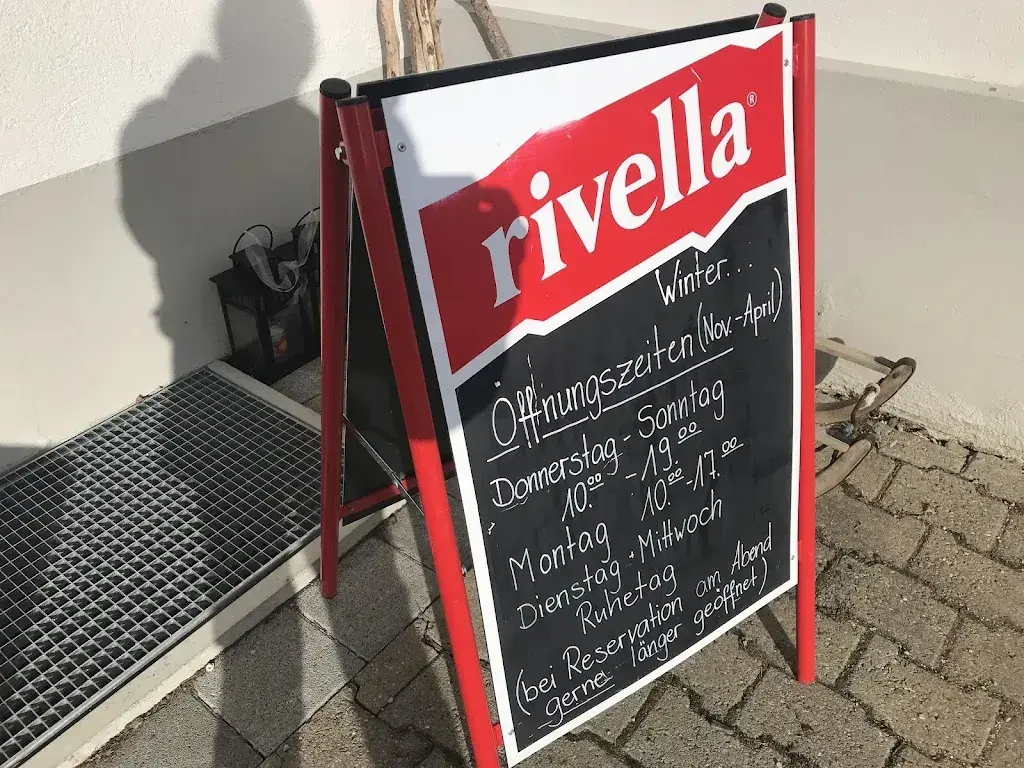 rivella®
Winter...
Öffnungszeiten (Nov.-April)
Donnerstag - Sonntag
10.00 - 19.00
Montag 10.00-17.00
Dienstag + Mittwoch
Ruhetag
(bei Reservation am Abend
gerne länger geöffnet)